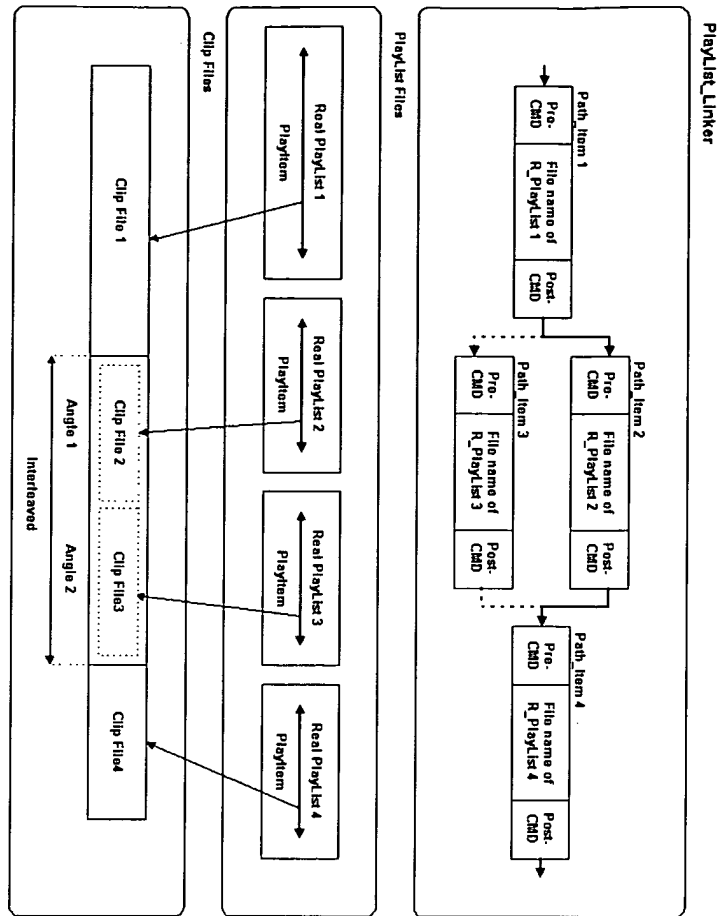 PlayList_Linker
Path_Item 1
Pre-
CMD
File name of
R_PlayList 1
Post-
CMD
Path_Item 2
Pre-
CMD
File name of
R_PlayList 2
Post-
CMD
Path_Item 3
Pre-
CMD
File name of
R_PlayList 3
Post-
CMD
Path_Item 4
Pre-
CMD
File name of
R_PlayList 4
Post-
CMD
PlayList Files
Real PlayList 1
PlayItem
Real PlayList 2
PlayItem
Real PlayList 3
PlayItem
Real PlayList 4
PlayItem
Clip Files
Clip File 1
Clip File 2
Clip File3
Clip File4
Angle 1
Angle 2
Interleaved